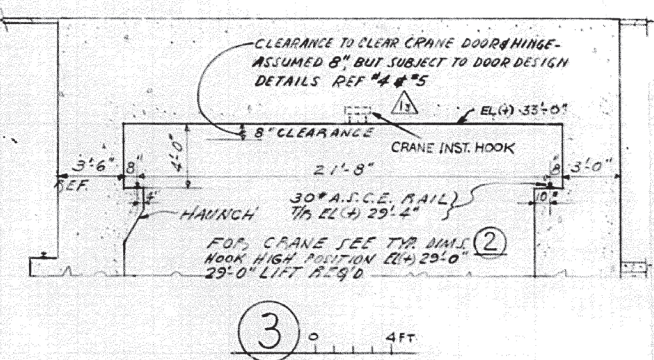 CLEARANCE TO CLEAR CRANE DOOR & HINGE-
ASSUMED 8", BUT SUBJECT TO DOOR DESIGN
DETAILS REF #4 & #5
13
EL(+) 33'-0"
8" CLEARANCE
CRANE INST. HOOK
3'-6"
REF.
8"
4'-0"
21'-8"
8"
3'-0"
4"
HAUNCH
30# A.S.C.E. RAIL
T/R EL(+) 29'-4"
10"
FOR CRANE SEE TYP. DIMS. 2
HOOK HIGH POSITION EL(+) 29'-0"
29'-0" LIFT REQ'D
3
0 4 FT.